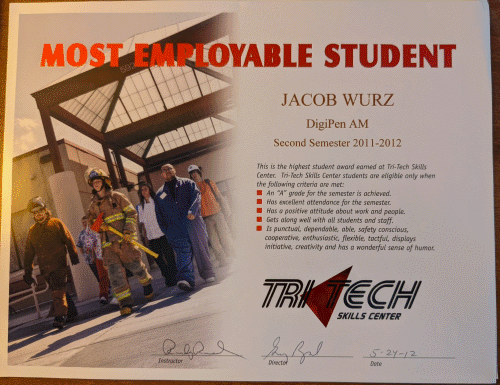 MOST EMPLOYABLE STUDENT
JACOB WURZ
DigiPen AM
Second Semester 2011-2012
This is the highest student award earned at Tri-Tech Skills
Center. Tri-Tech Skills Center students are eligible only when
the following criteria are met:
An "A" grade for the semester is achieved.
Has excellent attendance for the semester.
Has a positive attitude about work and people.
Gets along well with all students and staff.
Is punctual, dependable, able, safety conscious,
cooperative, enthusiastic, flexible, tactful, displays
initiative, creativity and has a wonderful sense of humor.
TRI TECH
SKILLS CENTER
5-24-12
Instructor
Director
Date